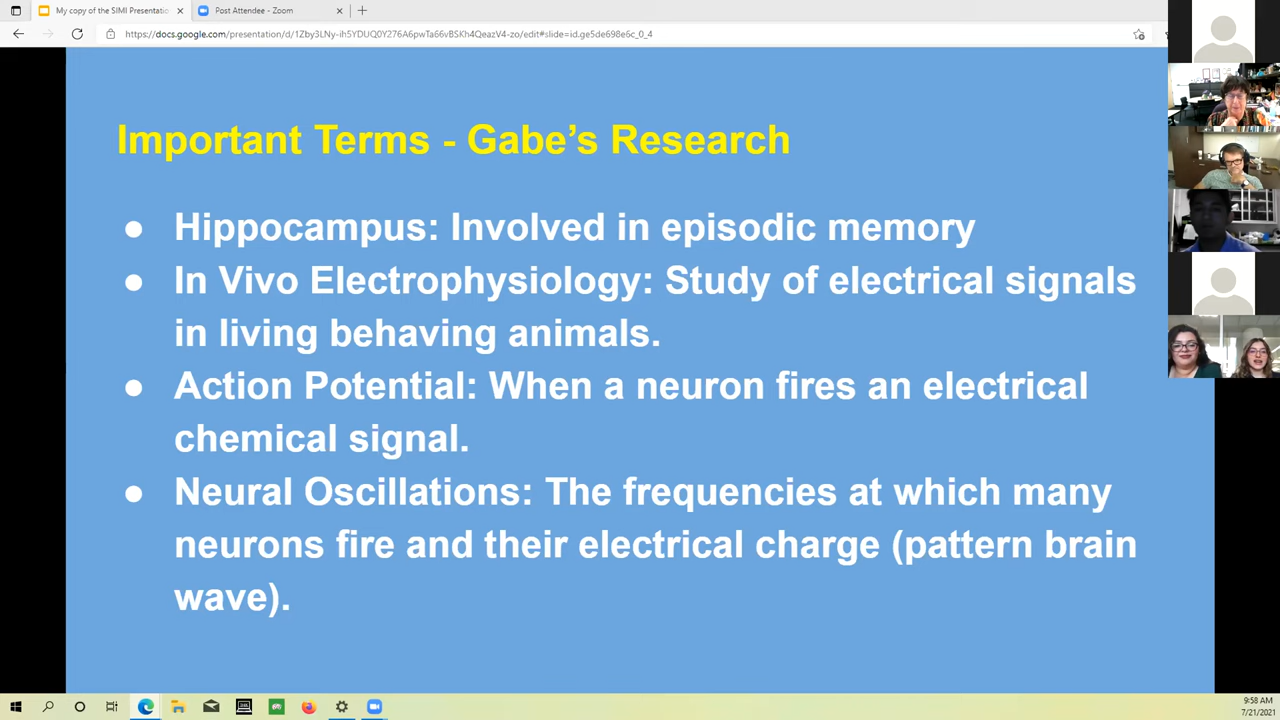 My copy of the SIMI Presentatio
Post Attendee - Zoom
https://docs.google.com/presentation/d/1Zby3LNy-ih5YDUQ0Y276A6pwTa66vBSKh4QeazV4-zo/edit#slide=id.ge5de698e6c_0_4
Important Terms - Gabe’s Research
● Hippocampus: Involved in episodic memory
● In Vivo Electrophysiology: Study of electrical signals
in living behaving animals.
● Action Potential: When a neuron fires an electrical
chemical signal.
● Neural Oscillations: The frequencies at which many
neurons fire and their electrical charge (pattern brain
wave).
9:58 AM
7/21/2021